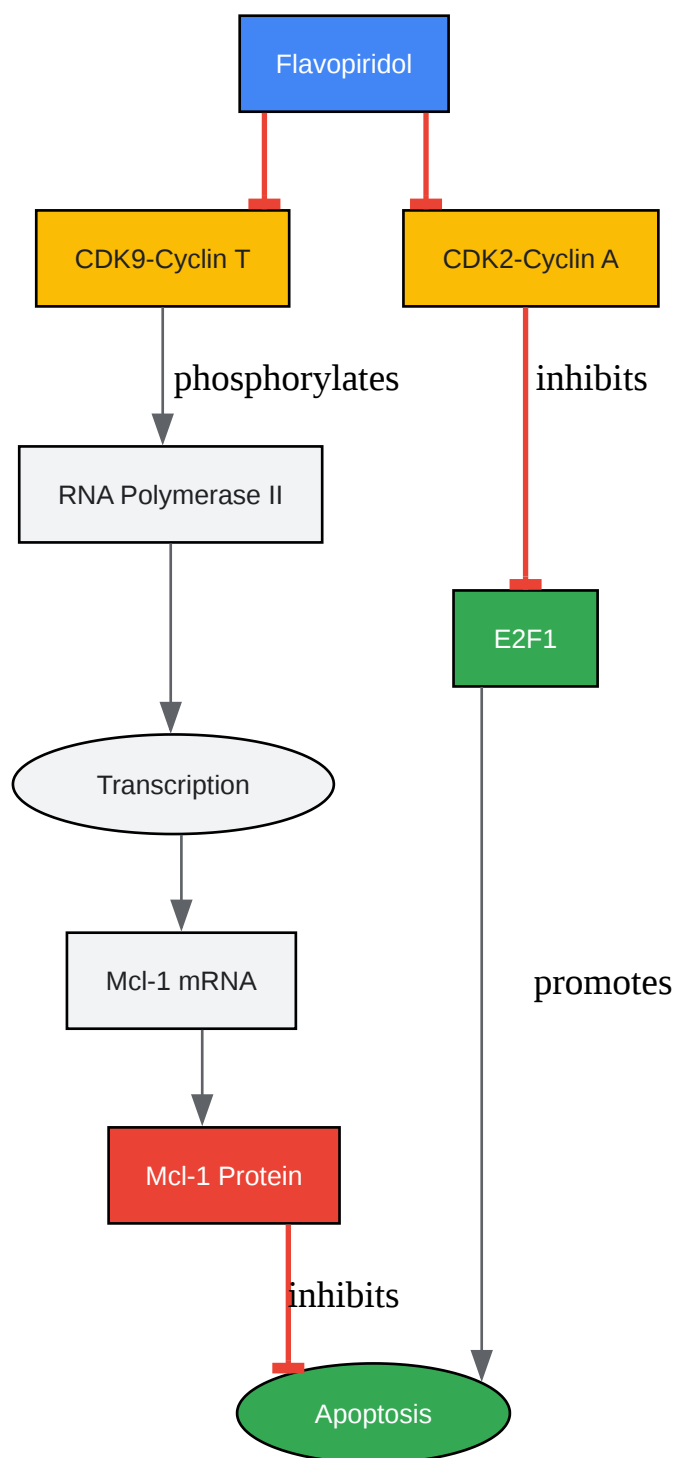 Flavopiridol
CDK9-Cyclin T
CDK2-Cyclin A
phosphorylates
inhibits
RNA Polymerase II
E2F1
Transcription
Mcl-1 mRNA
promotes
Mcl-1 Protein
inhibits
Apoptosis